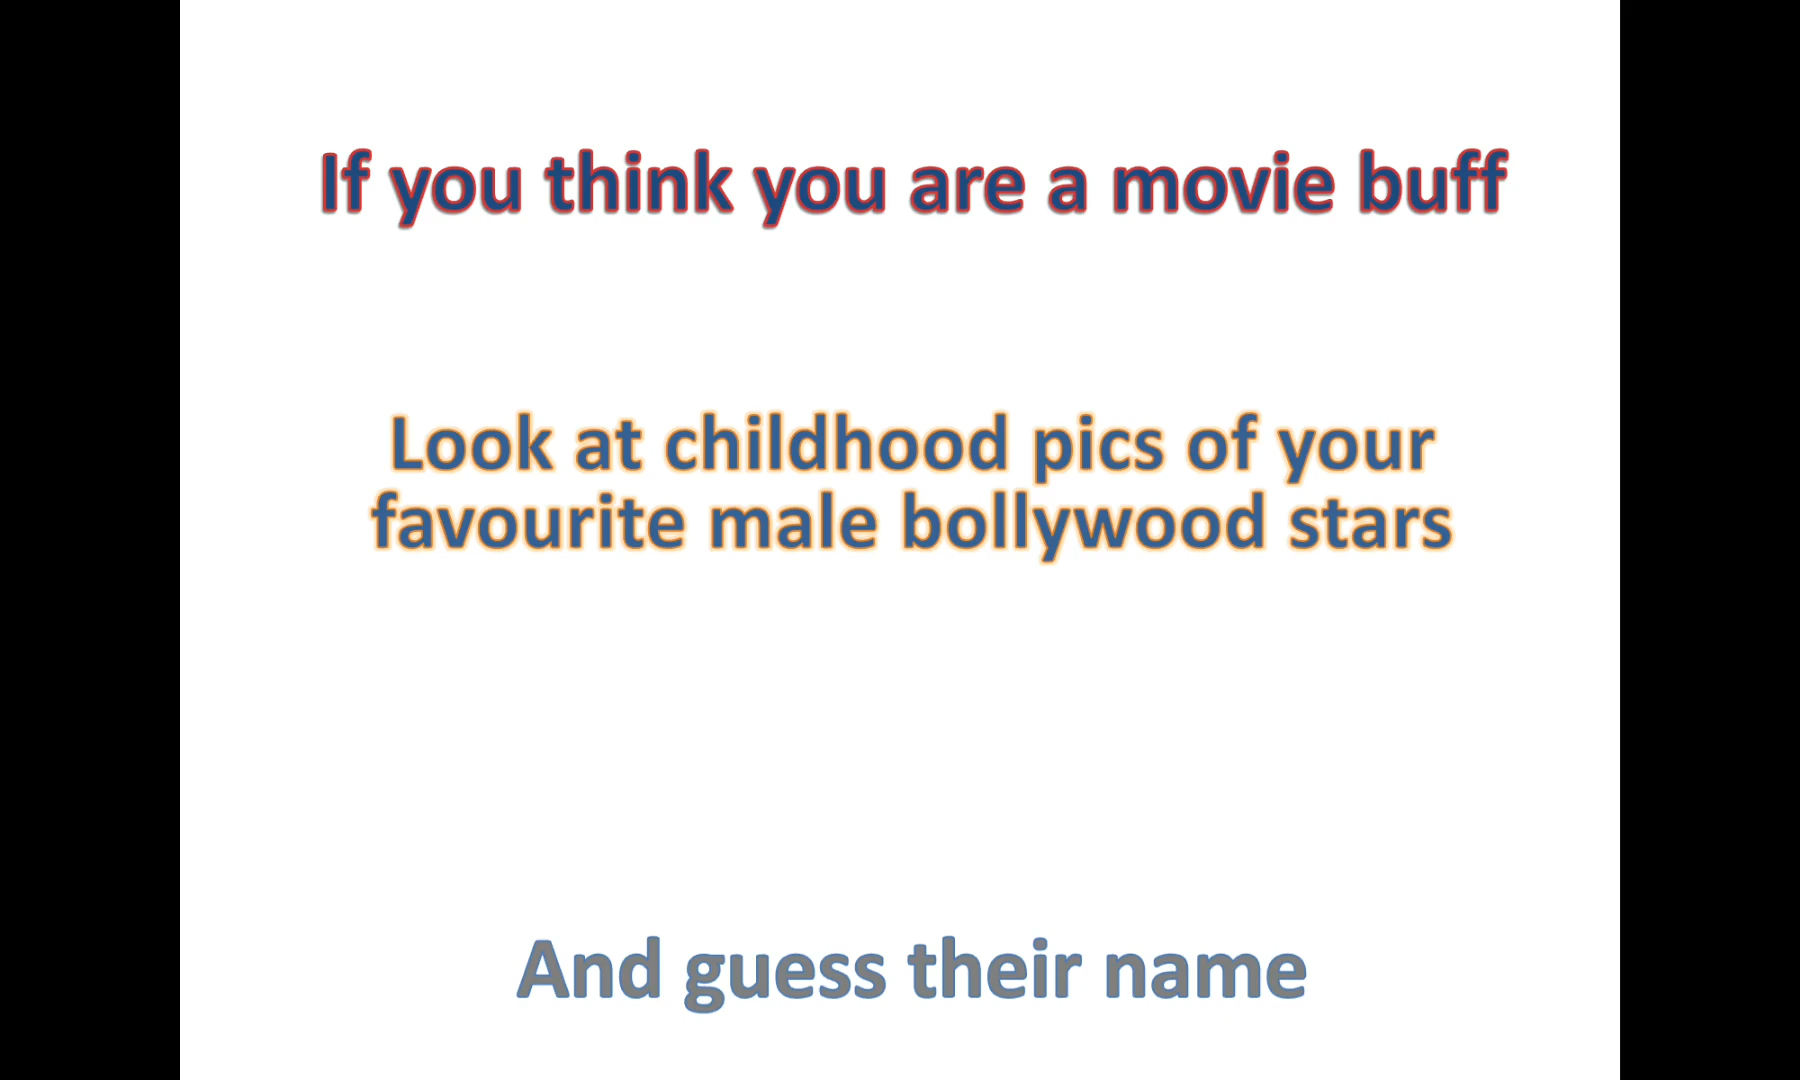 If you think you are a movie buff
Look at childhood pics of your
favourite male bollywood stars
And guess their name